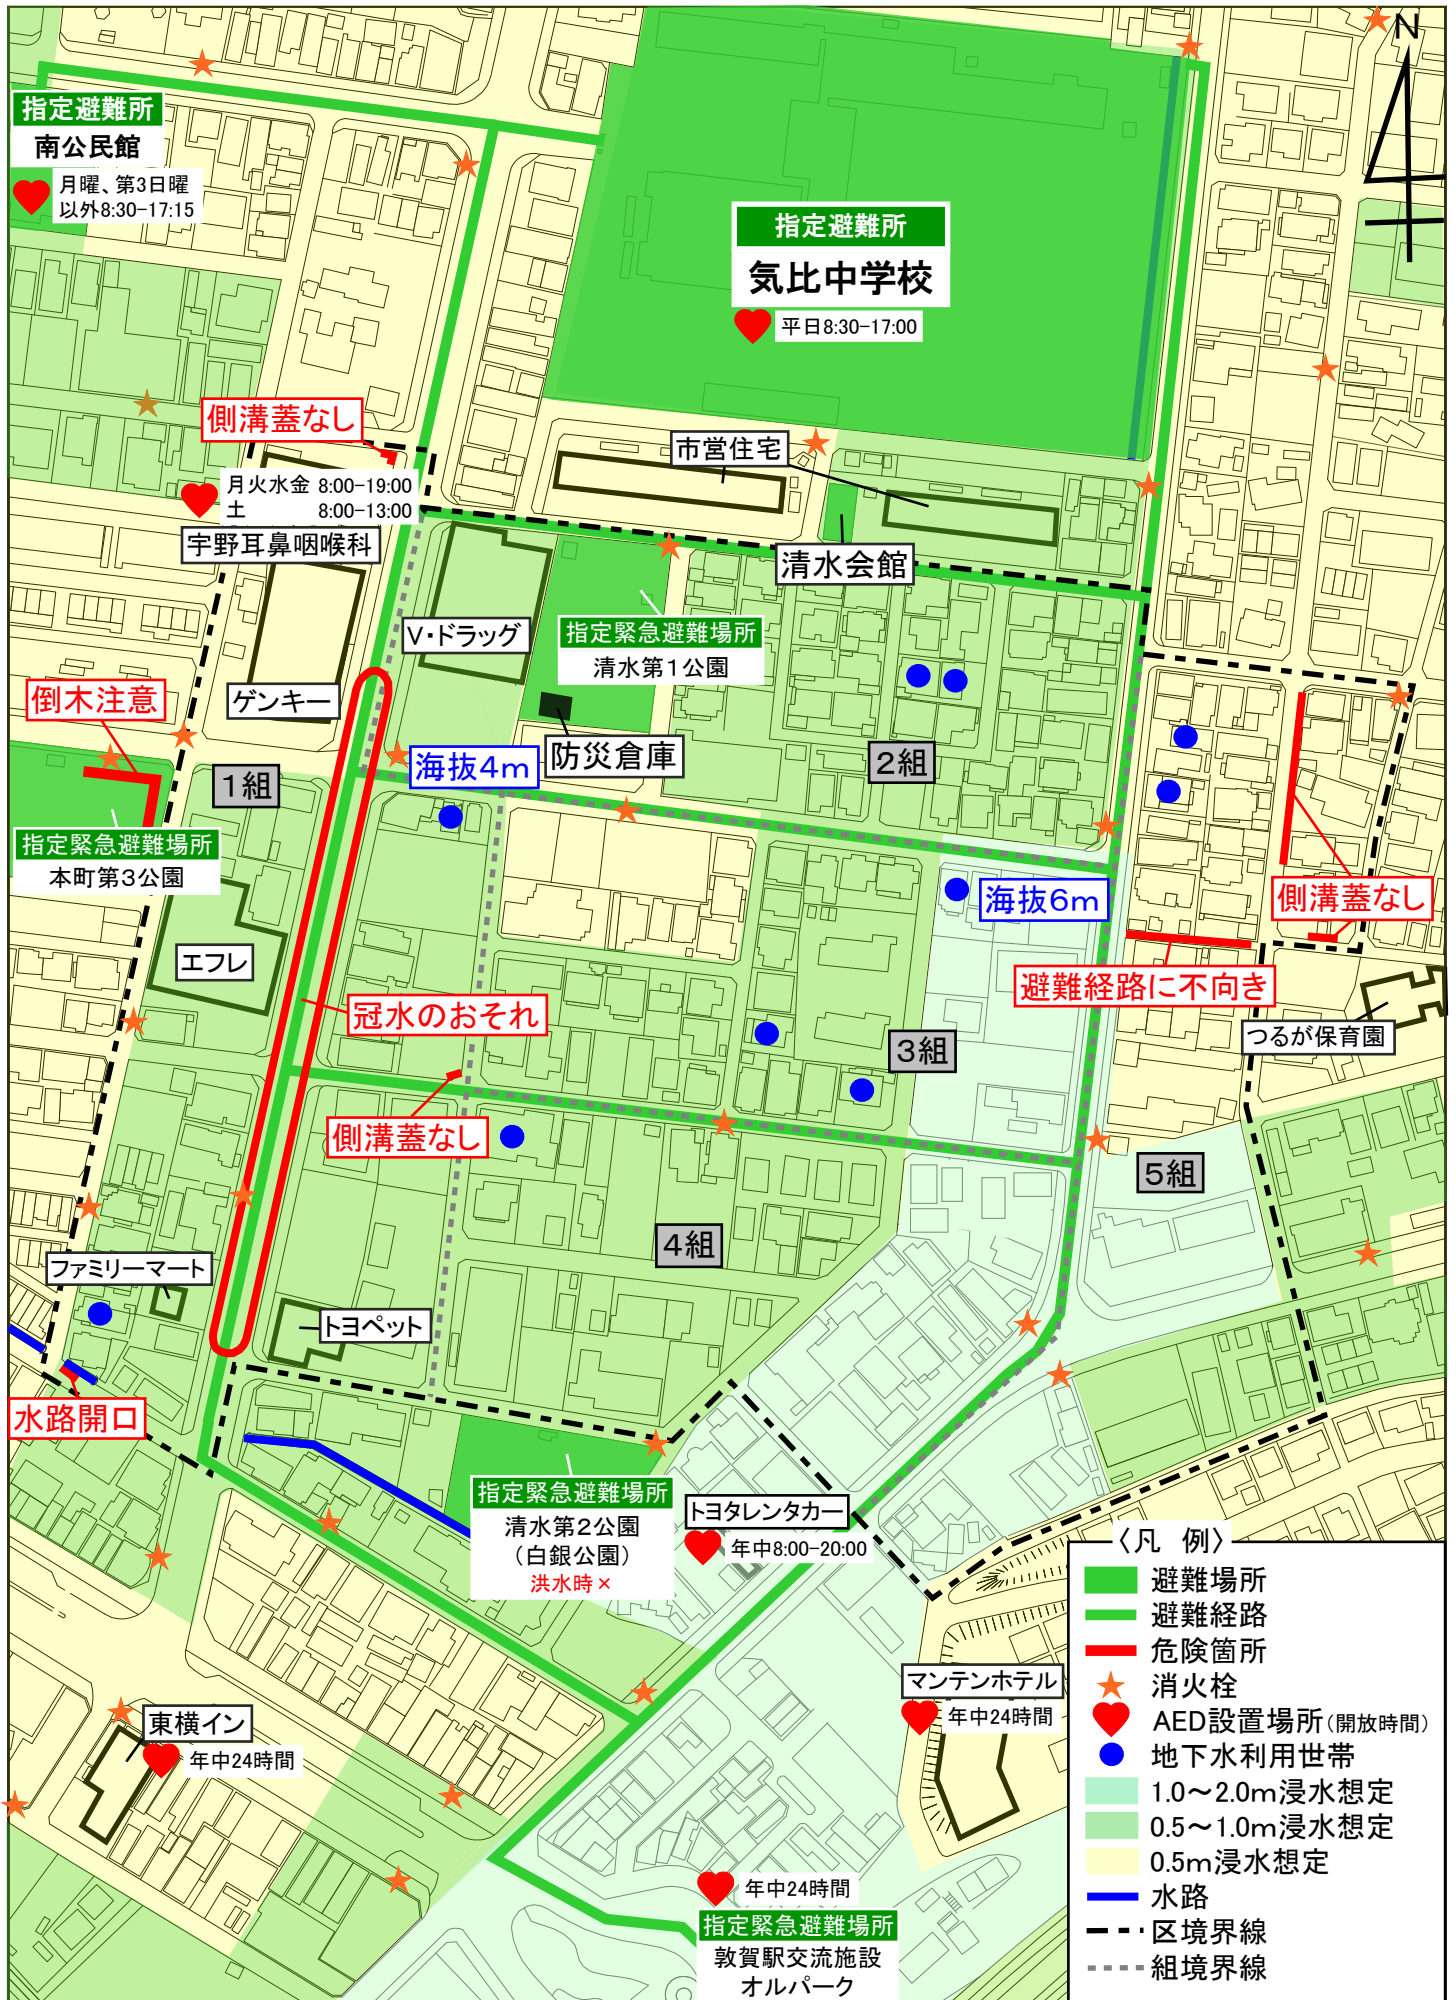 N
指定避難所
南公民館
月曜、第3日曜
以外8:30-17:15
指定避難所
気比中学校
平日8:30-17:00
側溝蓋なし
市営住宅
月火水金 8:00-19:00
土 8:00-13:00
宇野耳鼻咽喉科
清水会館
V・ドラッグ
指定緊急避難場所
清水第1公園
ゲンキー
倒木注意
防災倉庫
海抜4m
2組
1組
指定緊急避難場所
本町第3公園
海抜6m
側溝蓋なし
エフレ
避難経路に不向き
冠水のおそれ
つるが保育園
3組
側溝蓋なし
5組
4組
ファミリーマート
トヨペット
水路開口
指定緊急避難場所
清水第2公園
（白銀公園）
洪水時×
トヨタレンタカー
年中8:00-20:00
マンテンホテル
年中24時間
東横イン
年中24時間
年中24時間
指定緊急避難場所
敦賀駅交流施設
オルパーク
〈凡 例〉
避難場所
避難経路
危険箇所
消火栓
AED設置場所(開放時間)
地下水利用世帯
1.0～2.0m浸水想定
0.5～1.0m浸水想定
0.5m浸水想定
水路
区境界線
組境界線